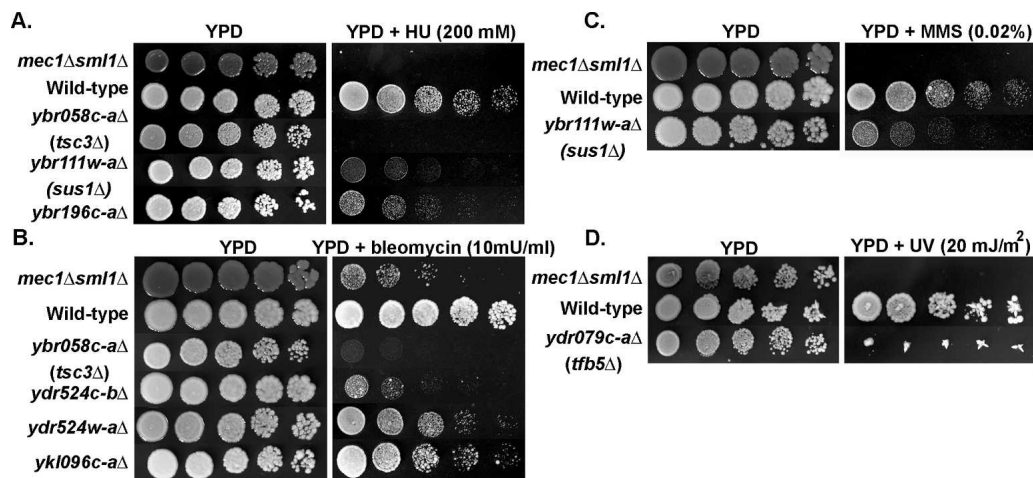 A.
YPD
YPD + HU (200 mM)
mec1Δsml1Δ
Wild-type
ybr058c-aΔ
(tsc3Δ)
ybr111w-aΔ
(sus1Δ)
ybr196c-aΔ
B.
YPD
YPD + bleomycin (10mU/ml)
mec1Δsml1Δ
Wild-type
ybr058c-aΔ
(tsc3Δ)
ydr524c-bΔ
ydr524w-aΔ
ykl096c-aΔ
C.
YPD
YPD + MMS (0.02%)
mec1Δsml1Δ
Wild-type
ybr111w-aΔ
(sus1Δ)
D.
YPD
YPD + UV (20 mJ/m²)
mec1Δsml1Δ
Wild-type
ydr079c-aΔ
(tfb5Δ)